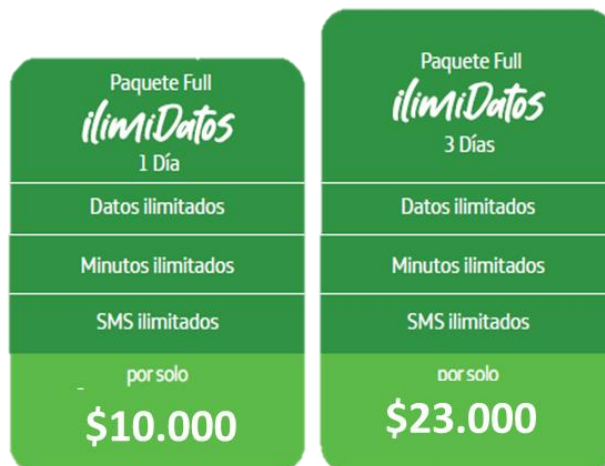 Paquete Full
ilimiDatos
1 Día
Datos ilimitados
Minutos ilimitados
SMS ilimitados
por solo
$10.000
Paquete Full
ilimiDatos
3 Días
Datos ilimitados
Minutos ilimitados
SMS ilimitados
por solo
$23.000